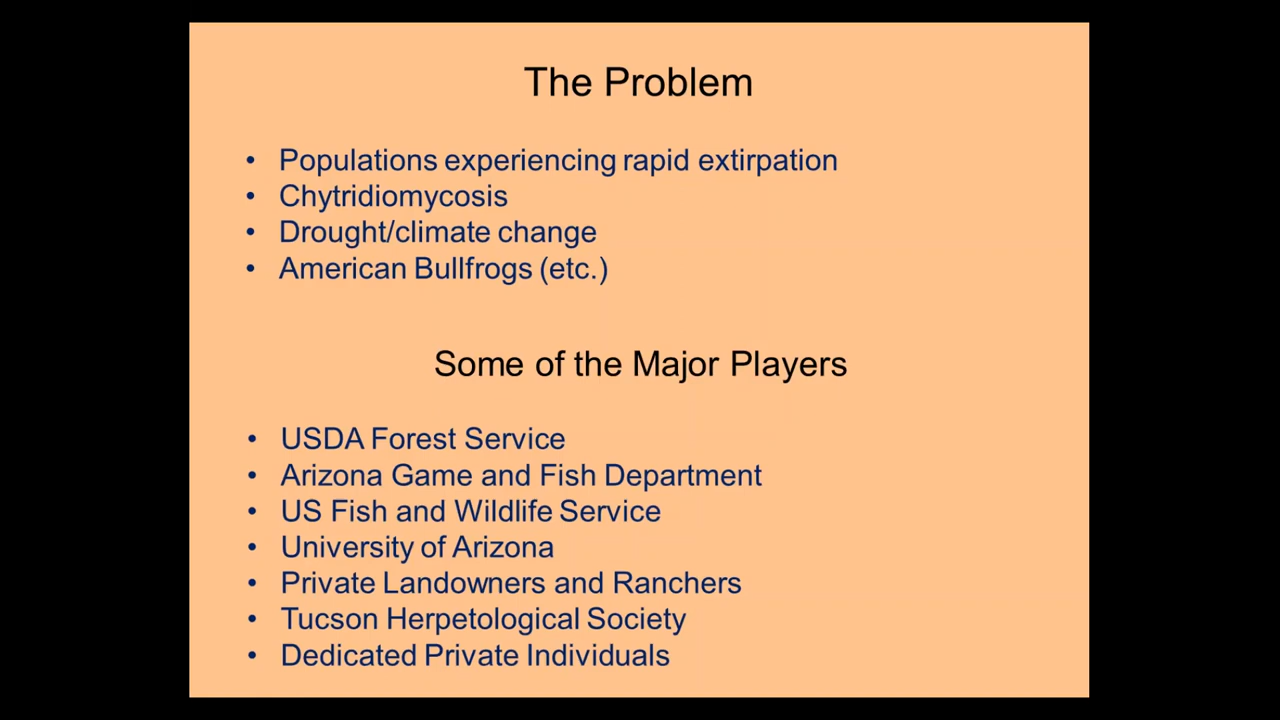 The Problem
• Populations experiencing rapid extirpation
• Chytridiomycosis
• Drought/climate change
• American Bullfrogs (etc.)
Some of the Major Players
• USDA Forest Service
• Arizona Game and Fish Department
• US Fish and Wildlife Service
• University of Arizona
• Private Landowners and Ranchers
• Tucson Herpetological Society
• Dedicated Private Individuals